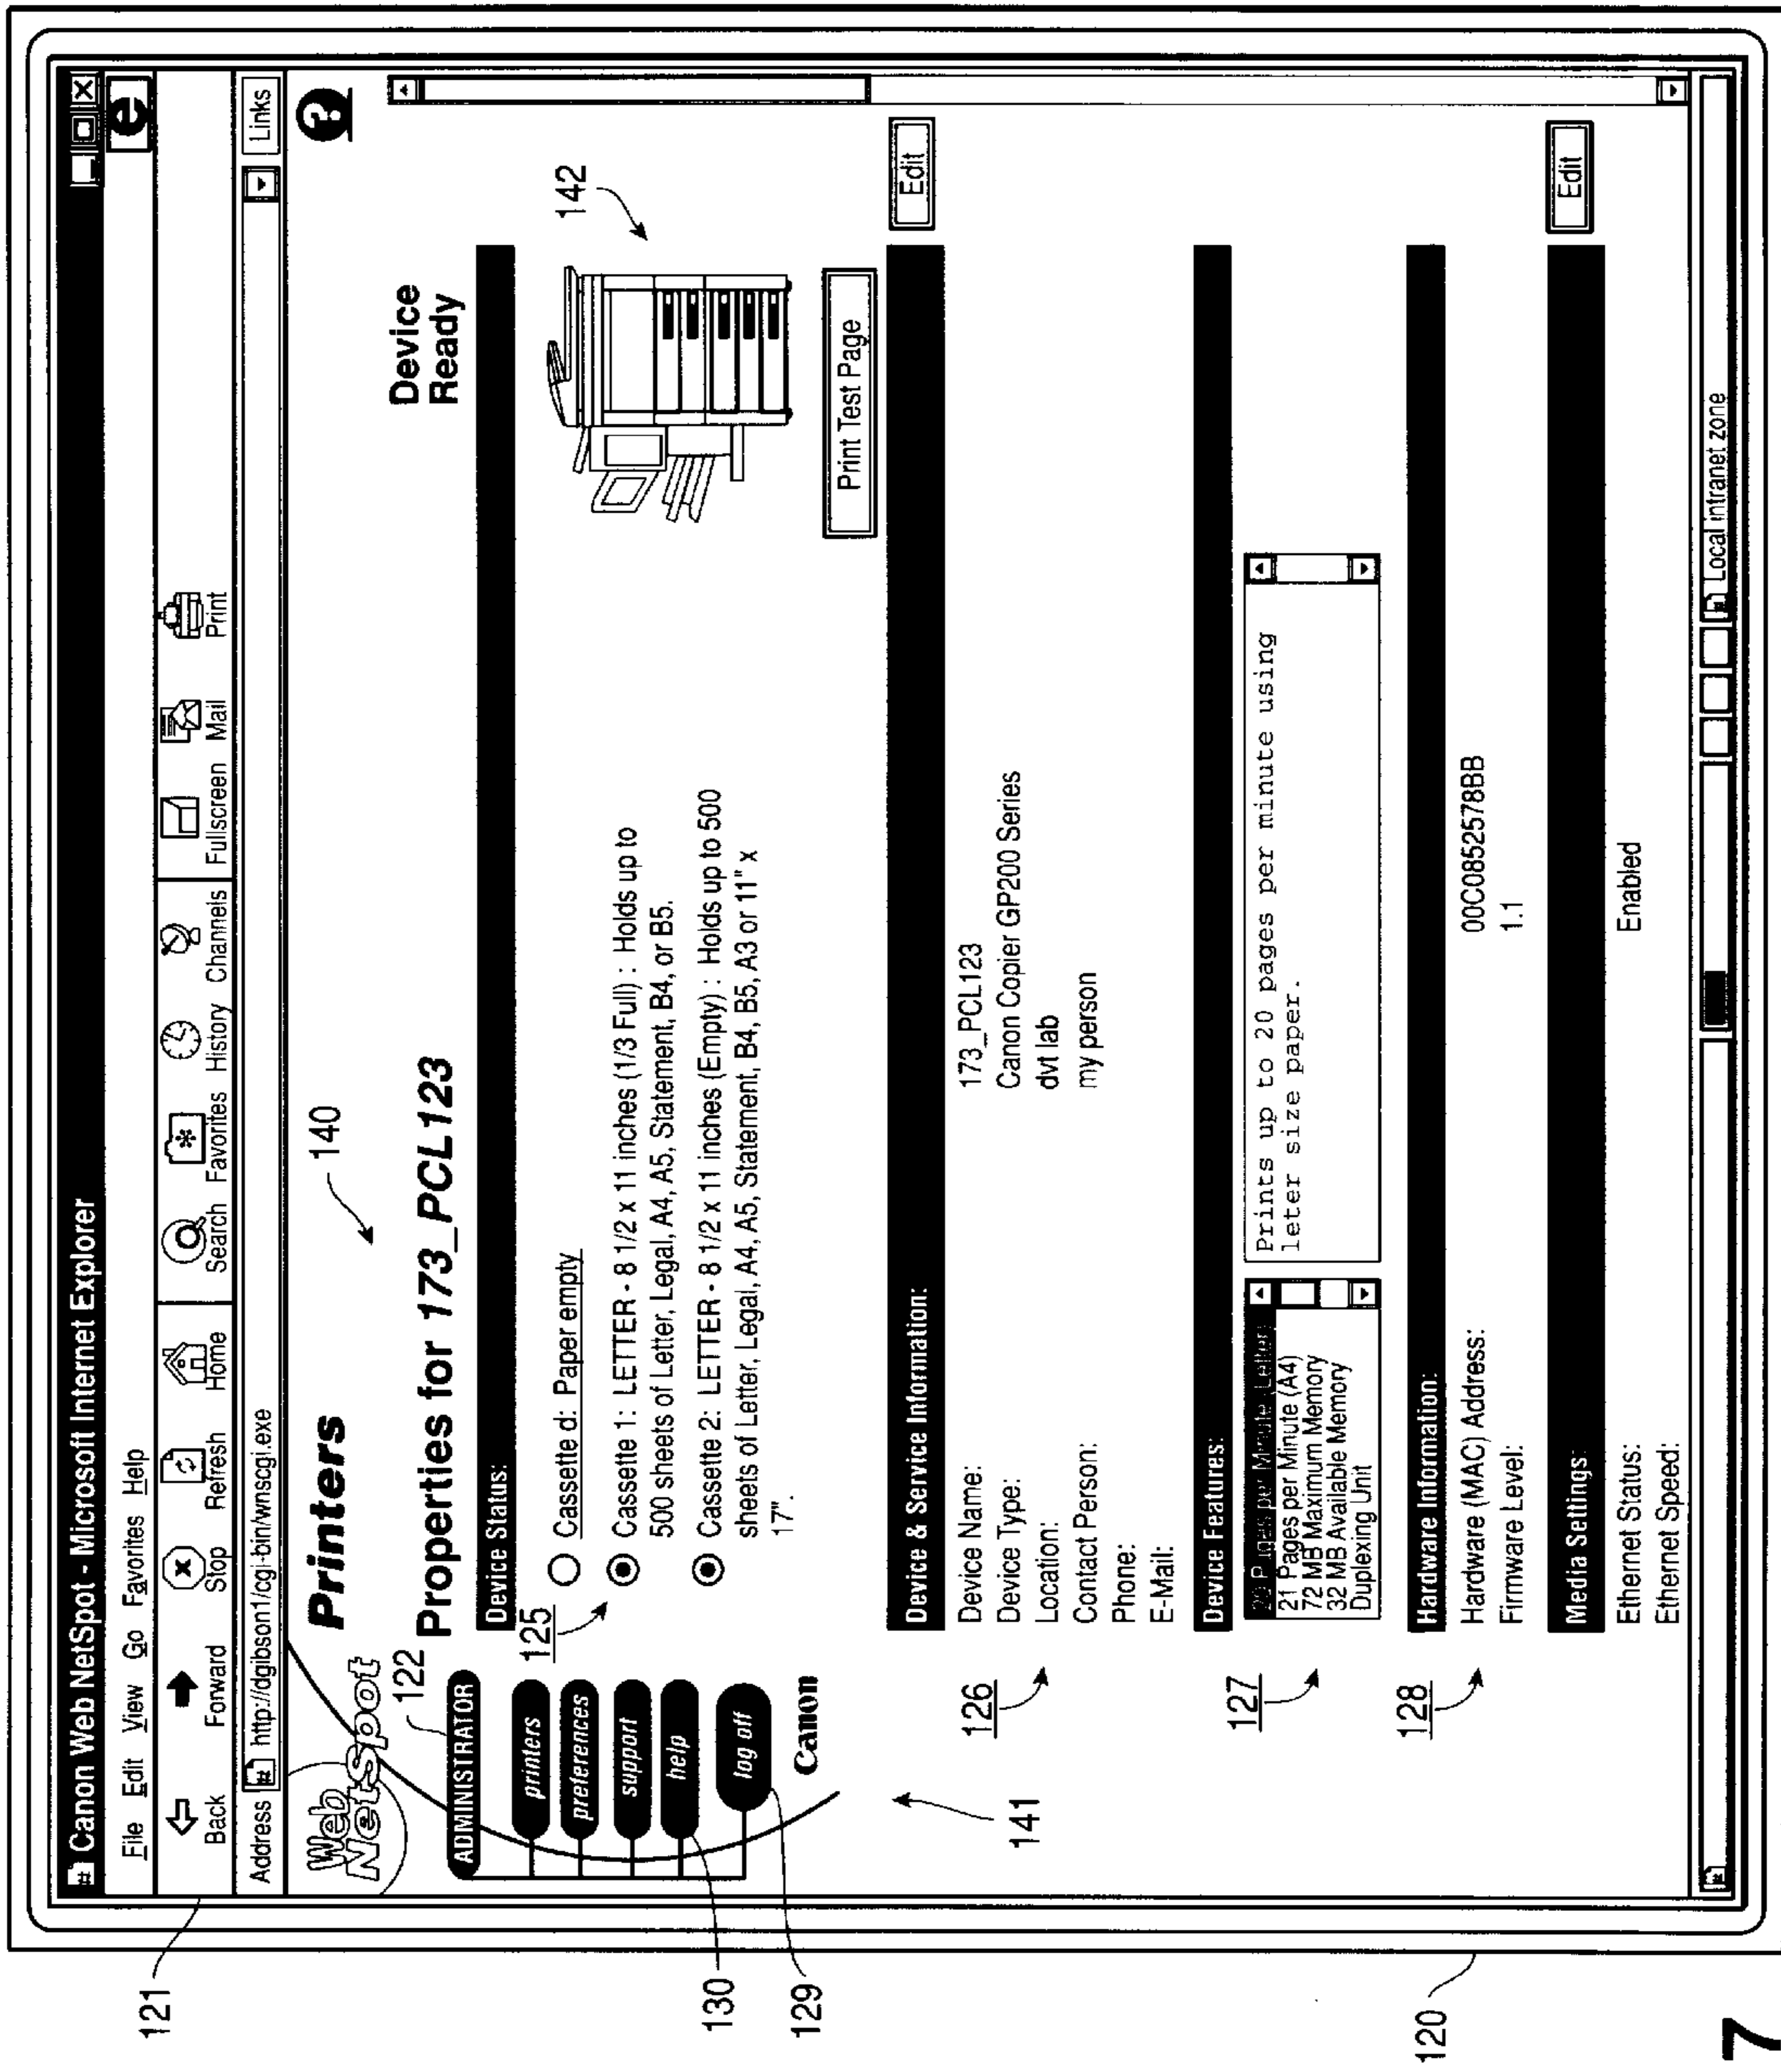 Canon Web NetSpot - Microsoft Internet Explorer
File Edit View Go Favorites Help
Back Forward Stop Refresh Home Search Favorites History Channels Fullscreen Mail Print
Address http://dgibson1/cgi-bin/wnscgi.exe Links
121
Web
NetSpot
Printers
140
?
122
Properties for 173_PCL123
Device
Ready
ADMINISTRATOR
printers
preferences
support
help
log off
Canon
130
129
141
125
Device Status:
Cassette d: Paper empty
Cassette 1: LETTER - 8 1/2 x 11 inches (1/3 Full) : Holds up to
500 sheets of Letter, Legal, A4, A5, Statement, B4, or B5.
Cassette 2: LETTER - 8 1/2 x 11 inches (Empty) : Holds up to 500
sheets of Letter, Legal, A4, A5, Statement, B4, B5, A3 or 11" x
17".
142
Print Test Page
Device & Service Information:
Edit
126
Device Name: 173_PCL123
Device Type: Canon Copier GP200 Series
Location: dvt lab
Contact Person: my person
Phone:
E-Mail:
Device Features:
127
per Minute
21 Pages per Minute (A4)
72 MB Maximum Memory
32 MB Available Memory
Duplexing Unit
Prints up to 20 pages per minute using
leter size paper.
Hardware Information:
128
Hardware (MAC) Address: 00C0852578BB
Firmware Level: 1.1
Media Settings:
Edit
Ethernet Status: Enabled
Ethernet Speed:
Local intranet zone
120
7